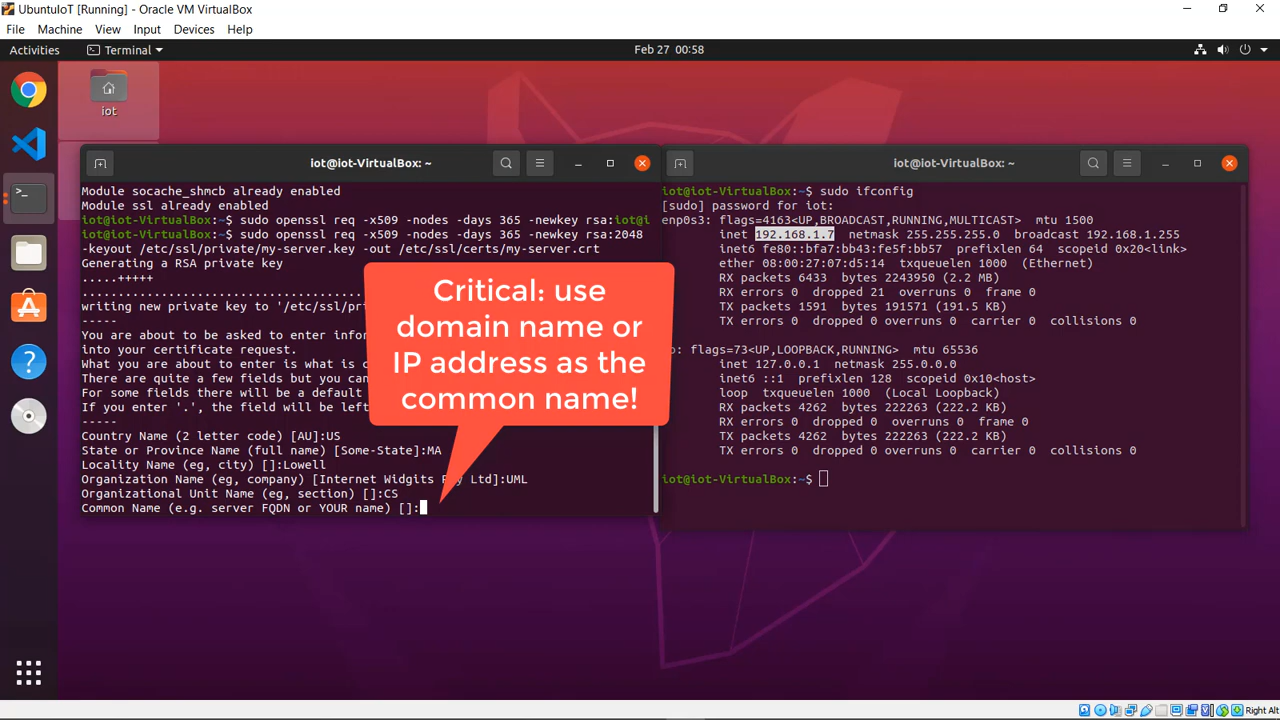 UbuntuIoT [Running] - Oracle VM VirtualBox
File Machine View Input Devices Help
Activities Terminal Feb 27 00:58
iot
iot@iot-VirtualBox: ~
Module socache_shmcb already enabled
Module ssl already enabled
iot@iot-VirtualBox:~$ sudo openssl req -x509 -nodes -days 365 -newkey rsa:iot@i
iot@iot-VirtualBox:~$ sudo openssl req -x509 -nodes -days 365 -newkey rsa:2048
-keyout /etc/ssl/private/my-server.key -out /etc/ssl/certs/my-server.crt
Generating a RSA private key
.....+++++
writing new private key to '/etc/ssl/pri
-----
You are about to be asked to enter infor
into your certificate request.
What you are about to enter is what is c
There are quite a few fields but you can
For some fields there will be a default
If you enter '.', the field will be left
-----
Country Name (2 letter code) [AU]:US
State or Province Name (full name) [Some-State]:MA
Locality Name (eg, city) []:Lowell
Organization Name (eg, company) [Internet Widgits Ltd]:UML
Organizational Unit Name (eg, section) []:CS
Common Name (e.g. server FQDN or YOUR name) []:
Critical: use
domain name or
IP address as the
common name!
iot@iot-VirtualBox: ~
iot@iot-VirtualBox:~$ sudo ifconfig
[sudo] password for iot:
enp0s3: flags=4163<UP,BROADCAST,RUNNING,MULTICAST> mtu 1500
inet 192.168.1.7 netmask 255.255.255.0 broadcast 192.168.1.255
inet6 fe80::bfa7:bb43:fe5f:bb57 prefixlen 64 scopeid 0x20<link>
ether 08:00:27:07:d5:14 txqueuelen 1000 (Ethernet)
RX packets 6433 bytes 2243950 (2.2 MB)
RX errors 0 dropped 21 overruns 0 frame 0
TX packets 1591 bytes 191571 (191.5 KB)
TX errors 0 dropped 0 overruns 0 carrier 0 collisions 0
: flags=73<UP,LOOPBACK,RUNNING> mtu 65536
inet 127.0.0.1 netmask 255.0.0.0
inet6 ::1 prefixlen 128 scopeid 0x10<host>
loop txqueuelen 1000 (Local Loopback)
RX packets 4262 bytes 222263 (222.2 KB)
RX errors 0 dropped 0 overruns 0 frame 0
TX packets 4262 bytes 222263 (222.2 KB)
TX errors 0 dropped 0 overruns 0 carrier 0 collisions 0
iot@iot-VirtualBox:~$
Right Alt